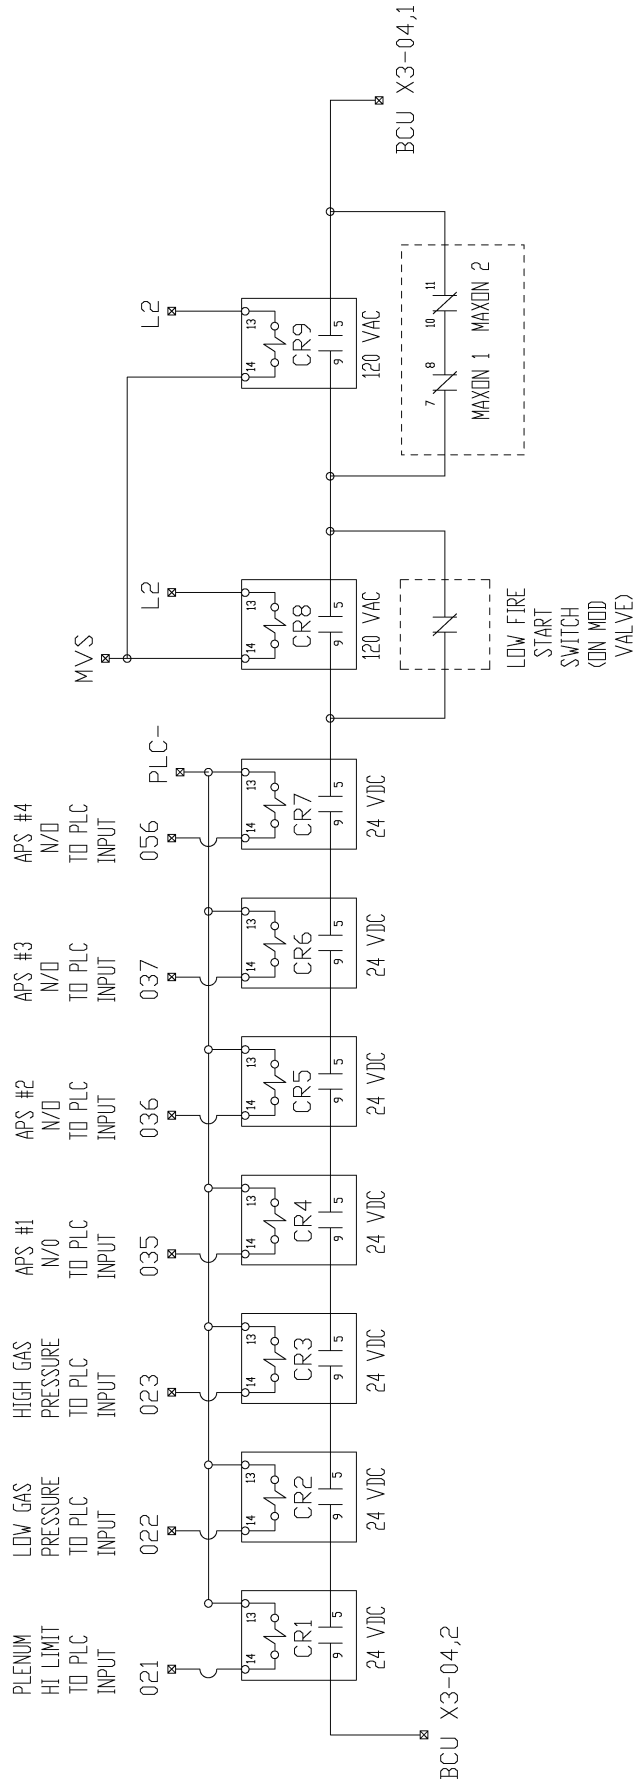 PLENUM
HI LIMIT
TO PLC
INPUT
021
LOW GAS
PRESSURE
TO PLC
INPUT
022
HIGH GAS
PRESSURE
TO PLC
INPUT
023
APS #1
N/O
TO PLC
INPUT
035
APS #2
N/O
TO PLC
INPUT
036
APS #3
N/O
TO PLC
INPUT
037
APS #4
N/O
TO PLC
INPUT
056
PLC-
MVS
L2
L2
14 13
CR1
9 5
24 VDC
14 13
CR2
9 5
24 VDC
14 13
CR3
9 5
24 VDC
14 13
CR4
9 5
24 VDC
14 13
CR5
9 5
24 VDC
14 13
CR6
9 5
24 VDC
14 13
CR7
9 5
24 VDC
14 13
CR8
9 5
120 VAC
14 13
CR9
9 5
120 VAC
BCU X3-04,2
BCU X3-04,1
LOW FIRE
START
SWITCH
(ON MOD
VALVE)
7 8 10 11
MAXON 1 MAXON 2